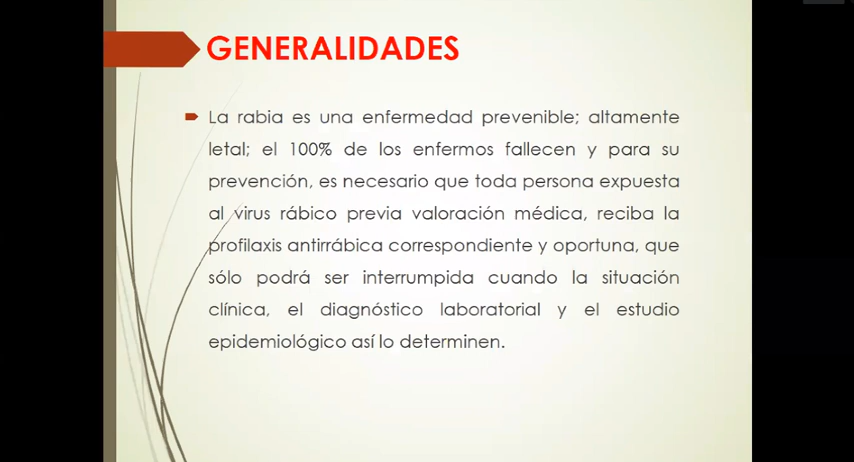 GENERALIDADES
La rabia es una enfermedad prevenible; altamente
letal; el 100% de los enfermos fallecen y para su
prevención, es necesario que toda persona expuesta
al virus rábico previa valoración médica, reciba la
profilaxis antirrábica correspondiente y oportuna, que
sólo podrá ser interrumpida cuando la situación
clínica, el diagnóstico laboratorial y el estudio
epidemiológico así lo determinen.